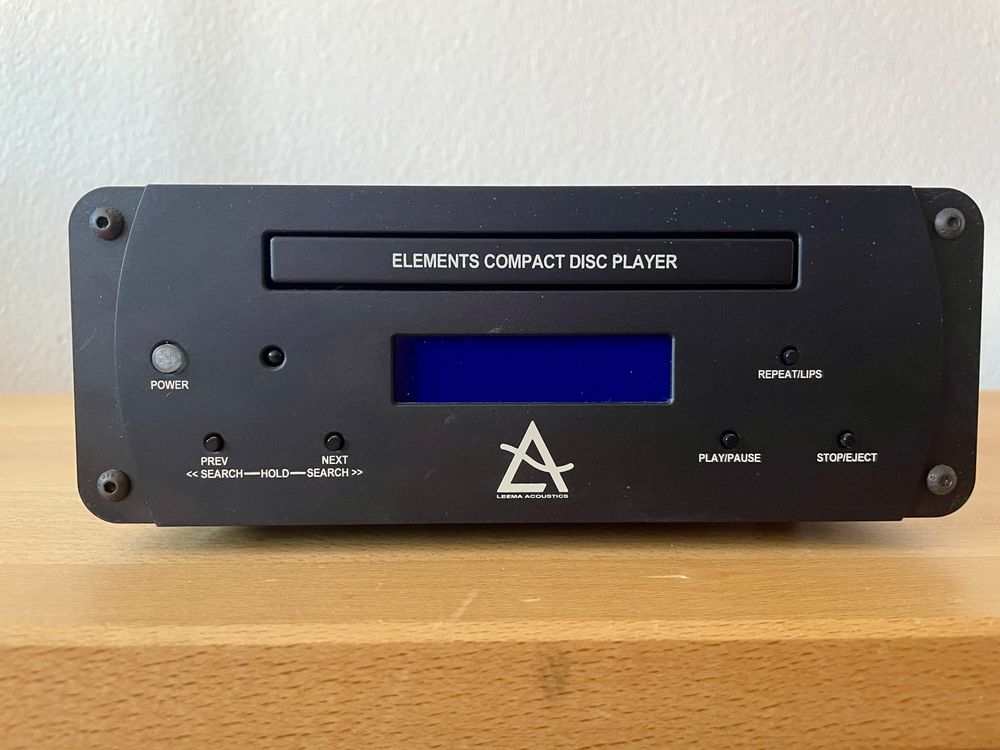 ELEMENTS COMPACT DISC PLAYER
POWER
REPEAT/LIPS
PREV
NEXT
<< SEARCH—HOLD—SEARCH >>
PLAY/PAUSE
STOP/EJECT
LEEMA ACOUSTICS